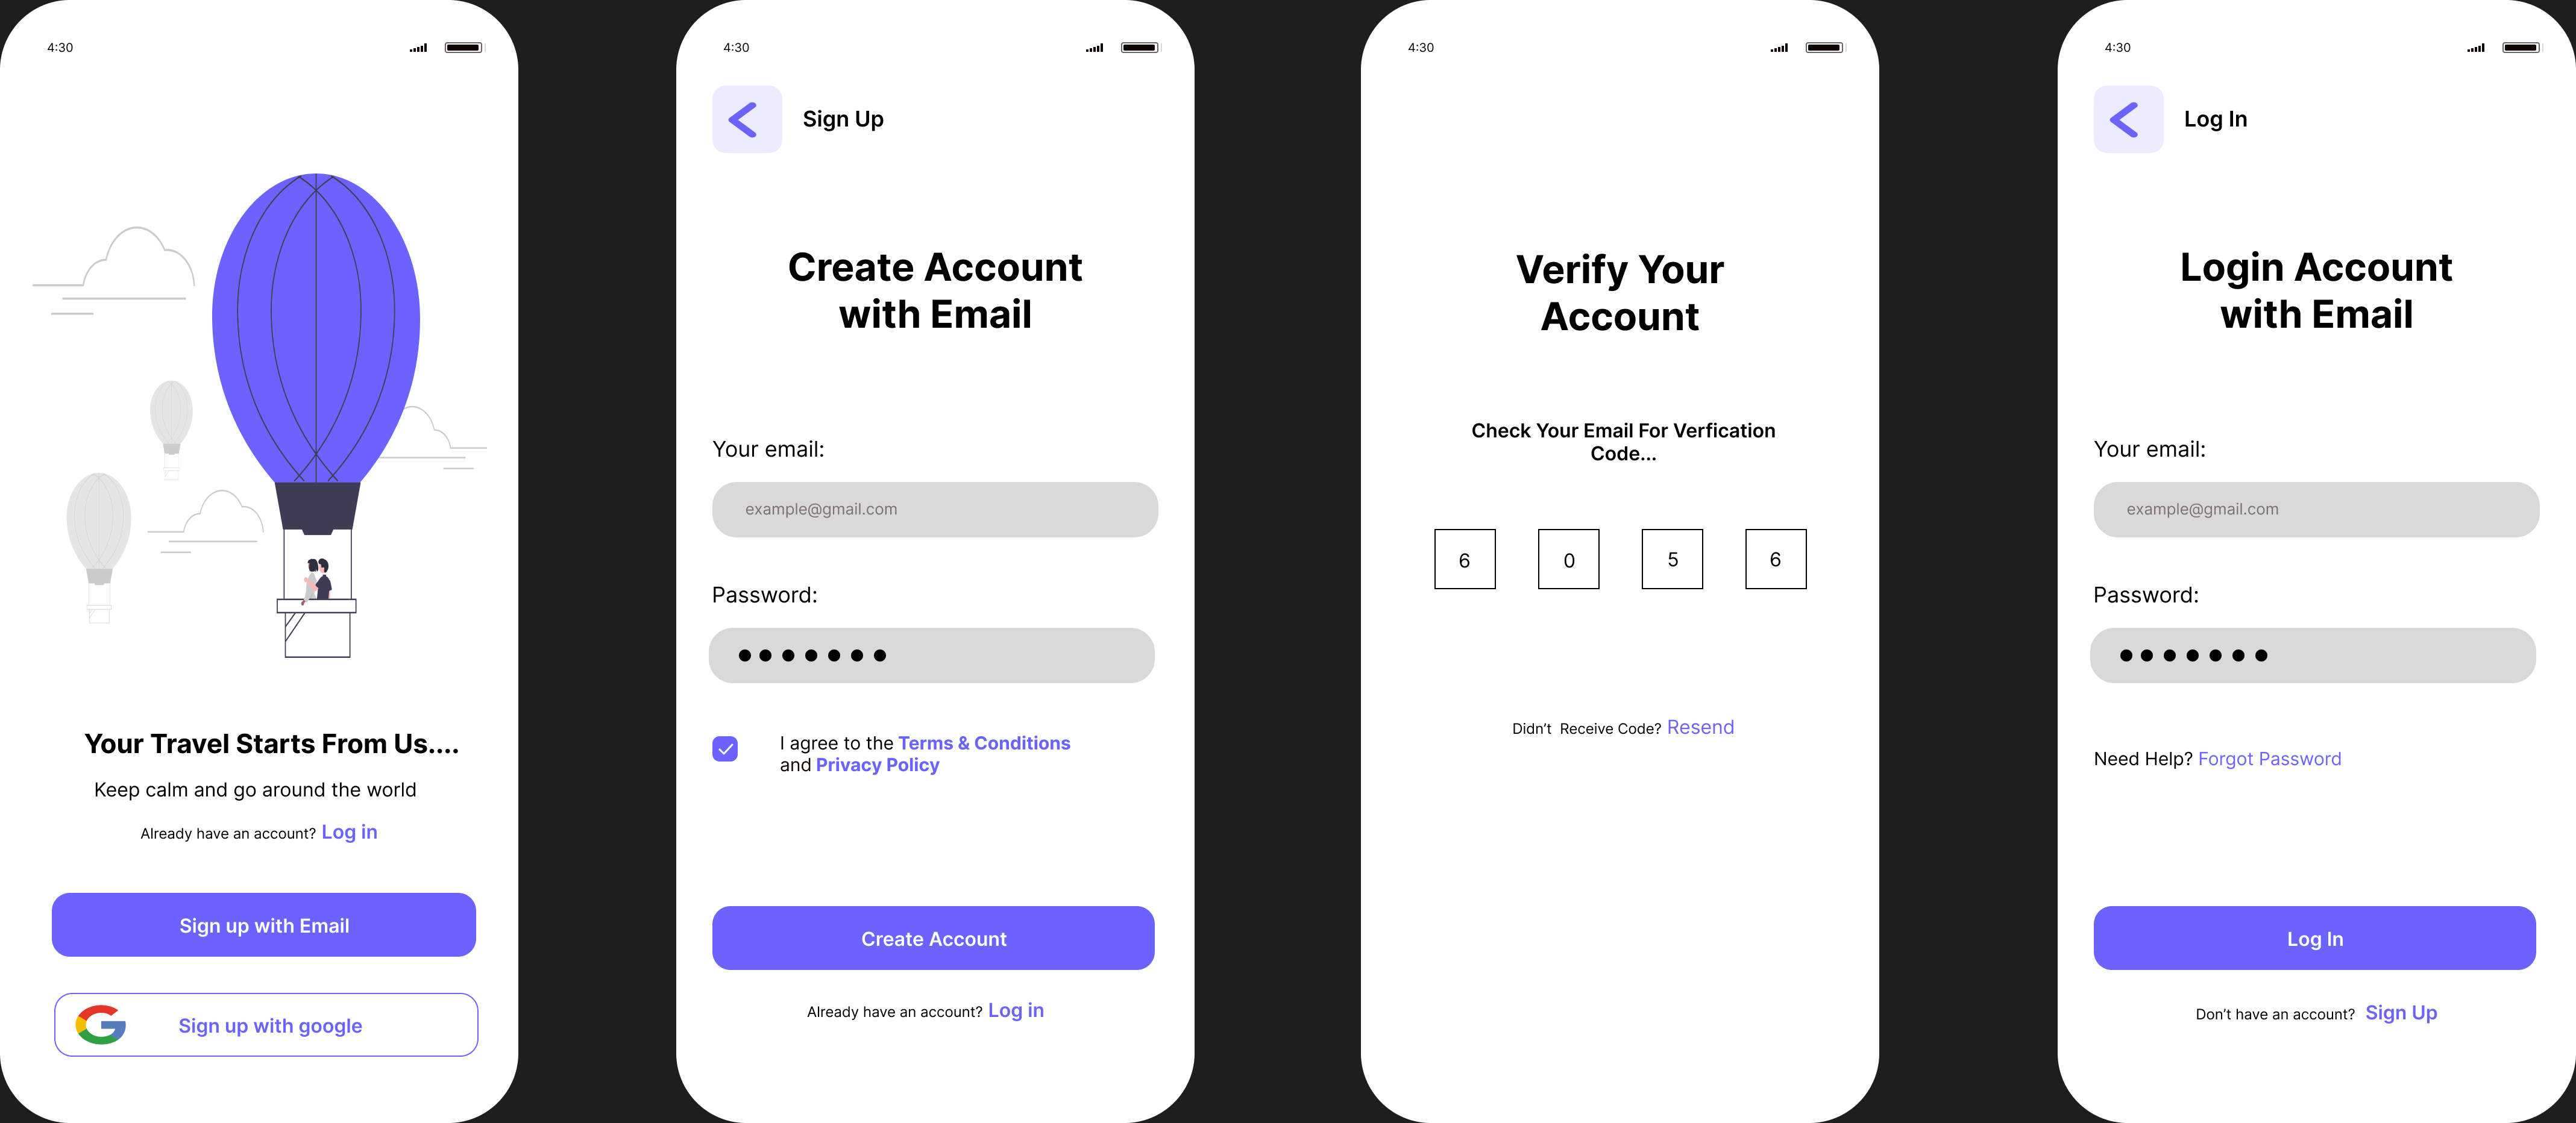 4:30
Your Travel Starts From Us....
Keep calm and go around the world
Already have an account? Log in
Sign up with Email
Sign up with google
4:30
Sign Up
Create Account
with Email
Your email:
example@gmail.com
Password:
I agree to the Terms & Conditions
and Privacy Policy
Create Account
Already have an account? Log in
4:30
Verify Your
Account
Check Your Email For Verfication
Code...
6 0 5 6
Didn't Receive Code? Resend
4:30
Log In
Login Account
with Email
Your email:
example@gmail.com
Password:
Need Help? Forgot Password
Log In
Don't have an account? Sign Up